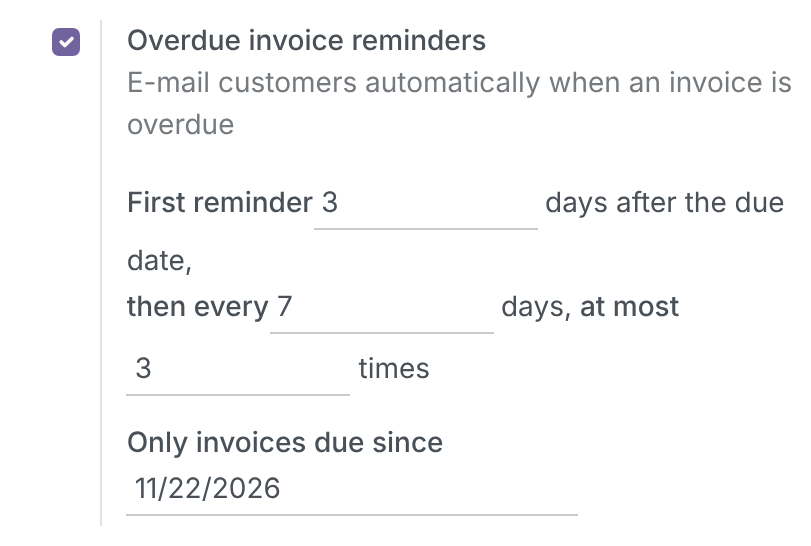 Overdue invoice reminders
E-mail customers automatically when an invoice is
overdue
First reminder 3 days after the due
date,
then every 7 days, at most
3 times
Only invoices due since
11/22/2026